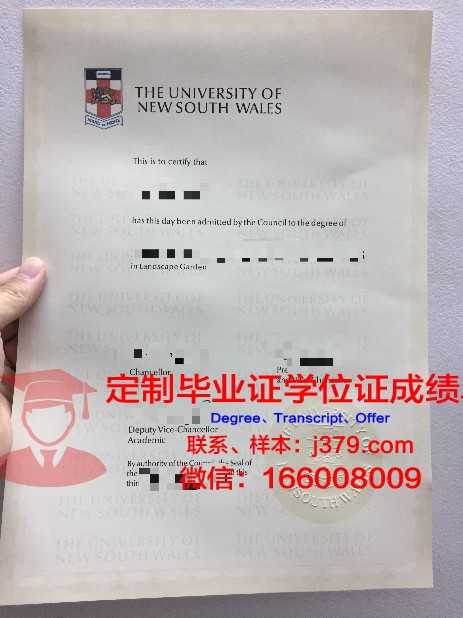 THE UNIVERSITY OF
NEW SOUTH WALES
This is to certify that
has this day been admitted by the Council to the degree of
in Landscape Garden
Chancellor
Pre
定制毕业证学位证成绩单
Degree、Transcript、Offer
Deputy Vice-Chancellor
Academic
联系、样本：j379.com
By authority of the Council the Seal of
the this
微信：166008009